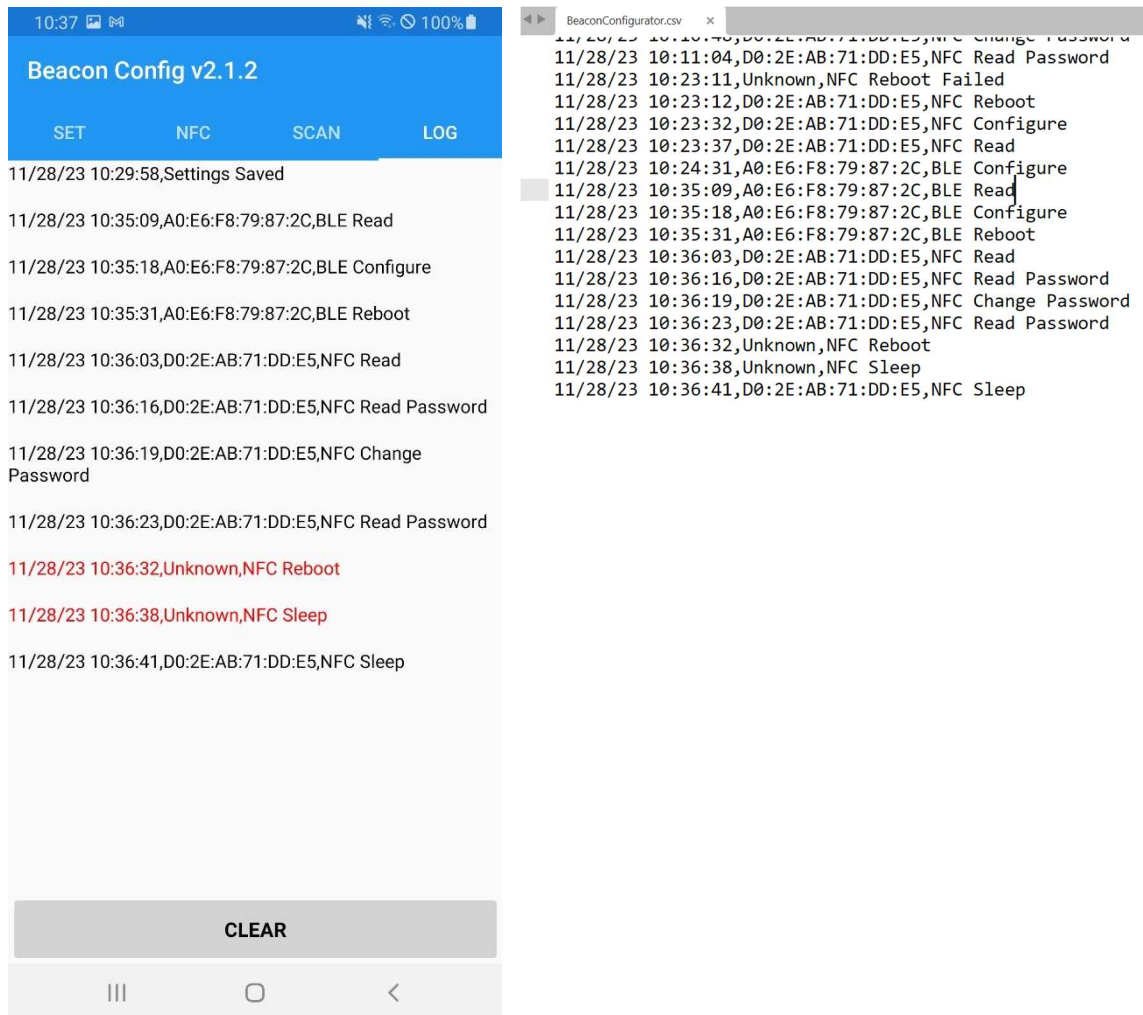 10:37 100%
Beacon Config v2.1.2
SET NFC SCAN LOG
11/28/23 10:29:58,Settings Saved
11/28/23 10:35:09,A0:E6:F8:79:87:2C,BLE Read
11/28/23 10:35:18,A0:E6:F8:79:87:2C,BLE Configure
11/28/23 10:35:31,A0:E6:F8:79:87:2C,BLE Reboot
11/28/23 10:36:03,D0:2E:AB:71:DD:E5,NFC Read
11/28/23 10:36:16,D0:2E:AB:71:DD:E5,NFC Read Password
11/28/23 10:36:19,D0:2E:AB:71:DD:E5,NFC Change
Password
11/28/23 10:36:23,D0:2E:AB:71:DD:E5,NFC Read Password
11/28/23 10:36:32,Unknown,NFC Reboot
11/28/23 10:36:38,Unknown,NFC Sleep
11/28/23 10:36:41,D0:2E:AB:71:DD:E5,NFC Sleep
CLEAR
BeaconConfigurator.csv ×
11/28/23 10:11:04,D0:2E:AB:71:DD:E5,NFC Read Password
11/28/23 10:23:11,Unknown,NFC Reboot Failed
11/28/23 10:23:12,D0:2E:AB:71:DD:E5,NFC Reboot
11/28/23 10:23:32,D0:2E:AB:71:DD:E5,NFC Configure
11/28/23 10:23:37,D0:2E:AB:71:DD:E5,NFC Read
11/28/23 10:24:31,A0:E6:F8:79:87:2C,BLE Configure
11/28/23 10:35:09,A0:E6:F8:79:87:2C,BLE Read
11/28/23 10:35:18,A0:E6:F8:79:87:2C,BLE Configure
11/28/23 10:35:31,A0:E6:F8:79:87:2C,BLE Reboot
11/28/23 10:36:03,D0:2E:AB:71:DD:E5,NFC Read
11/28/23 10:36:16,D0:2E:AB:71:DD:E5,NFC Read Password
11/28/23 10:36:19,D0:2E:AB:71:DD:E5,NFC Change Password
11/28/23 10:36:23,D0:2E:AB:71:DD:E5,NFC Read Password
11/28/23 10:36:32,Unknown,NFC Reboot
11/28/23 10:36:38,Unknown,NFC Sleep
11/28/23 10:36:41,D0:2E:AB:71:DD:E5,NFC Sleep